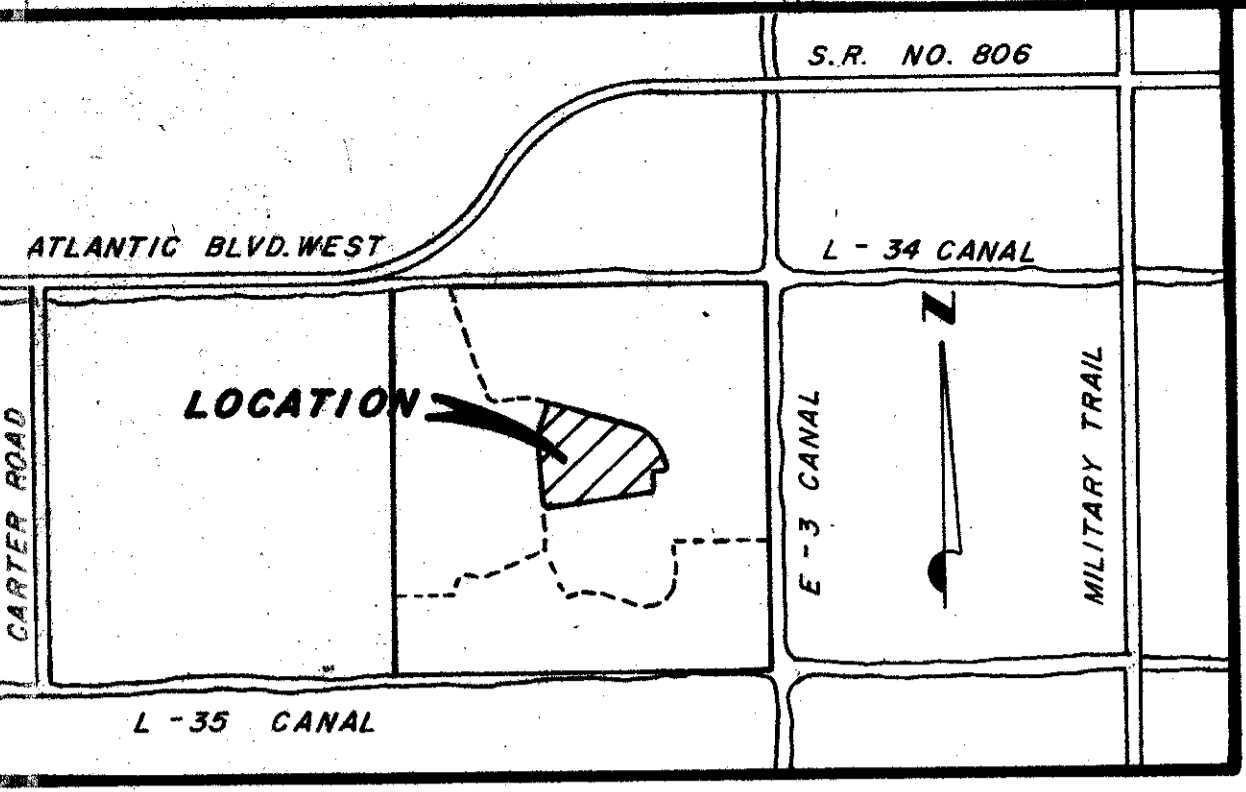 S.R. NO. 806
ATLANTIC BLVD. WEST
L - 34 CANAL
N
LOCATION
CARTER ROAD
E - 3 CANAL
MILITARY TRAIL
L - 35 CANAL